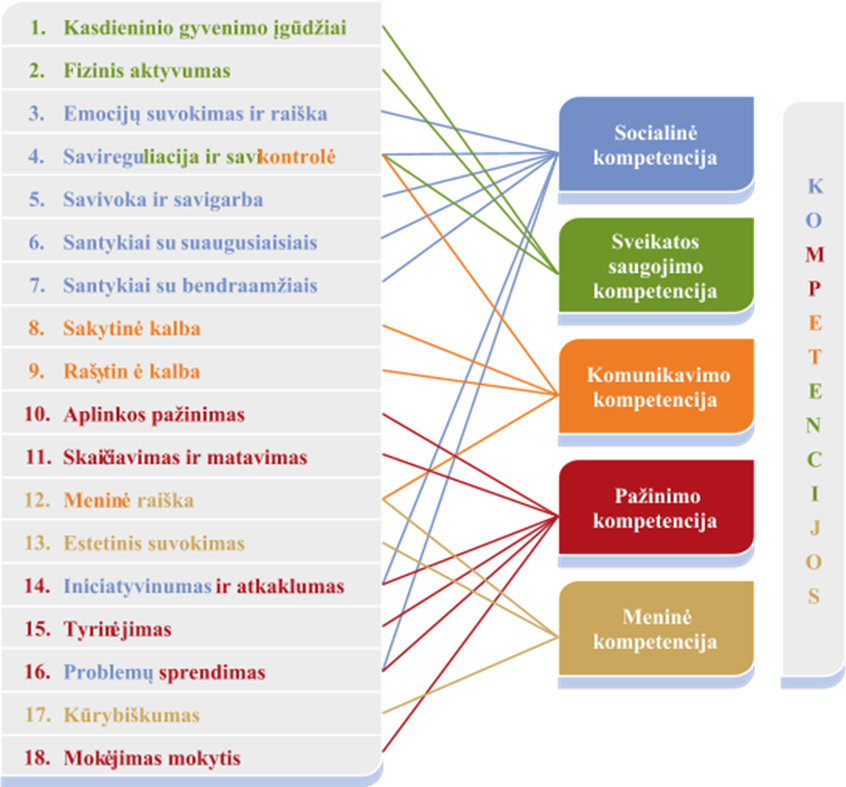 1. Kasdieninio gyvenimo įgūdžiai
2. Fizinis aktyvumas
3. Emocijų suvokimas ir raiška
4. Savireguliacija ir savikontrolė
5. Savivoka ir savigarba
6. Santykiai su suaugusiaisiais
7. Santykiai su bendraamžiais
8. Sakytinė kalba
9. Rašytin ė kalba
10. Aplinkos pažinimas
11. Skaičiavimas ir matavimas
12. Meninė raiška
13. Estetinis suvokimas
14. Iniciatyvinumas ir atkaklumas
15. Tyrinėjimas
16. Problemų sprendimas
17. Kūrybiškumas
18. Mokėjimas mokytis
Socialinė
kompetencija
Sveikatos
saugojimo
kompetencija
Komunikavimo
kompetencija
Pažinimo
kompetencija
Meninė
kompetencija
KOMPETENCIJOS